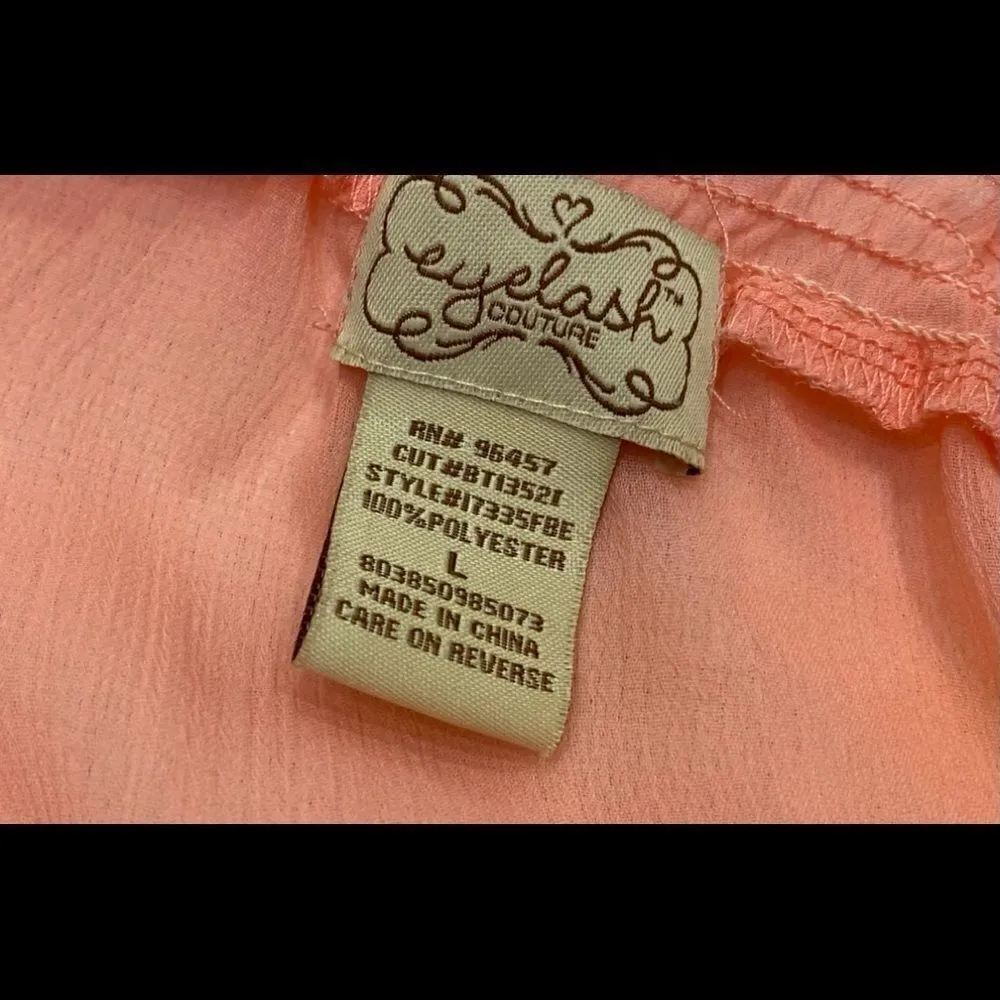 eyelash™
COUTURE
RN# 96457
CUT#BT13521
STYLE#17335FBE
100%POLYESTER
L
803850985073
MADE IN CHINA
CARE ON REVERSE